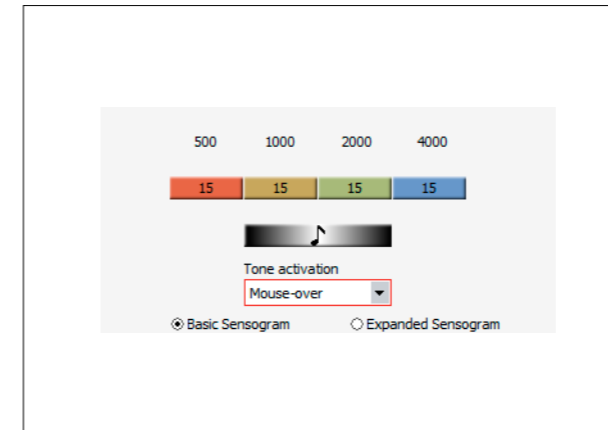 500 1000 2000 4000
15 15 15 15
Tone activation
Mouse-over
Basic Sensogram Expanded Sensogram